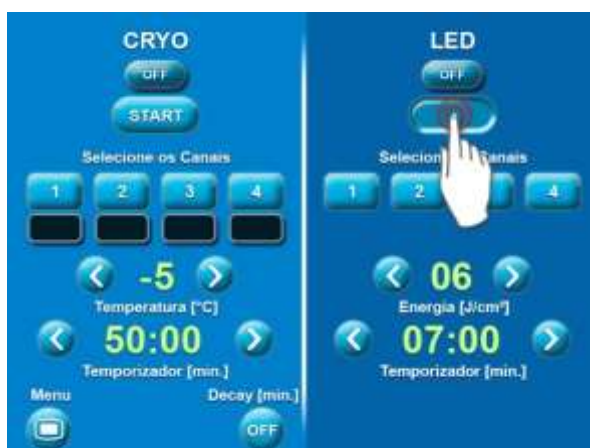 CRYO
OFF
START
Selecione os Canais
1 2 3 4
-5
Temperatura [°C]
50:00
Temporizador [min.]
Menu
Decay [min.]
OFF
LED
OFF
Canais
1 2 4
06
Energia [J/cm²]
07:00
Temporizador [min.]